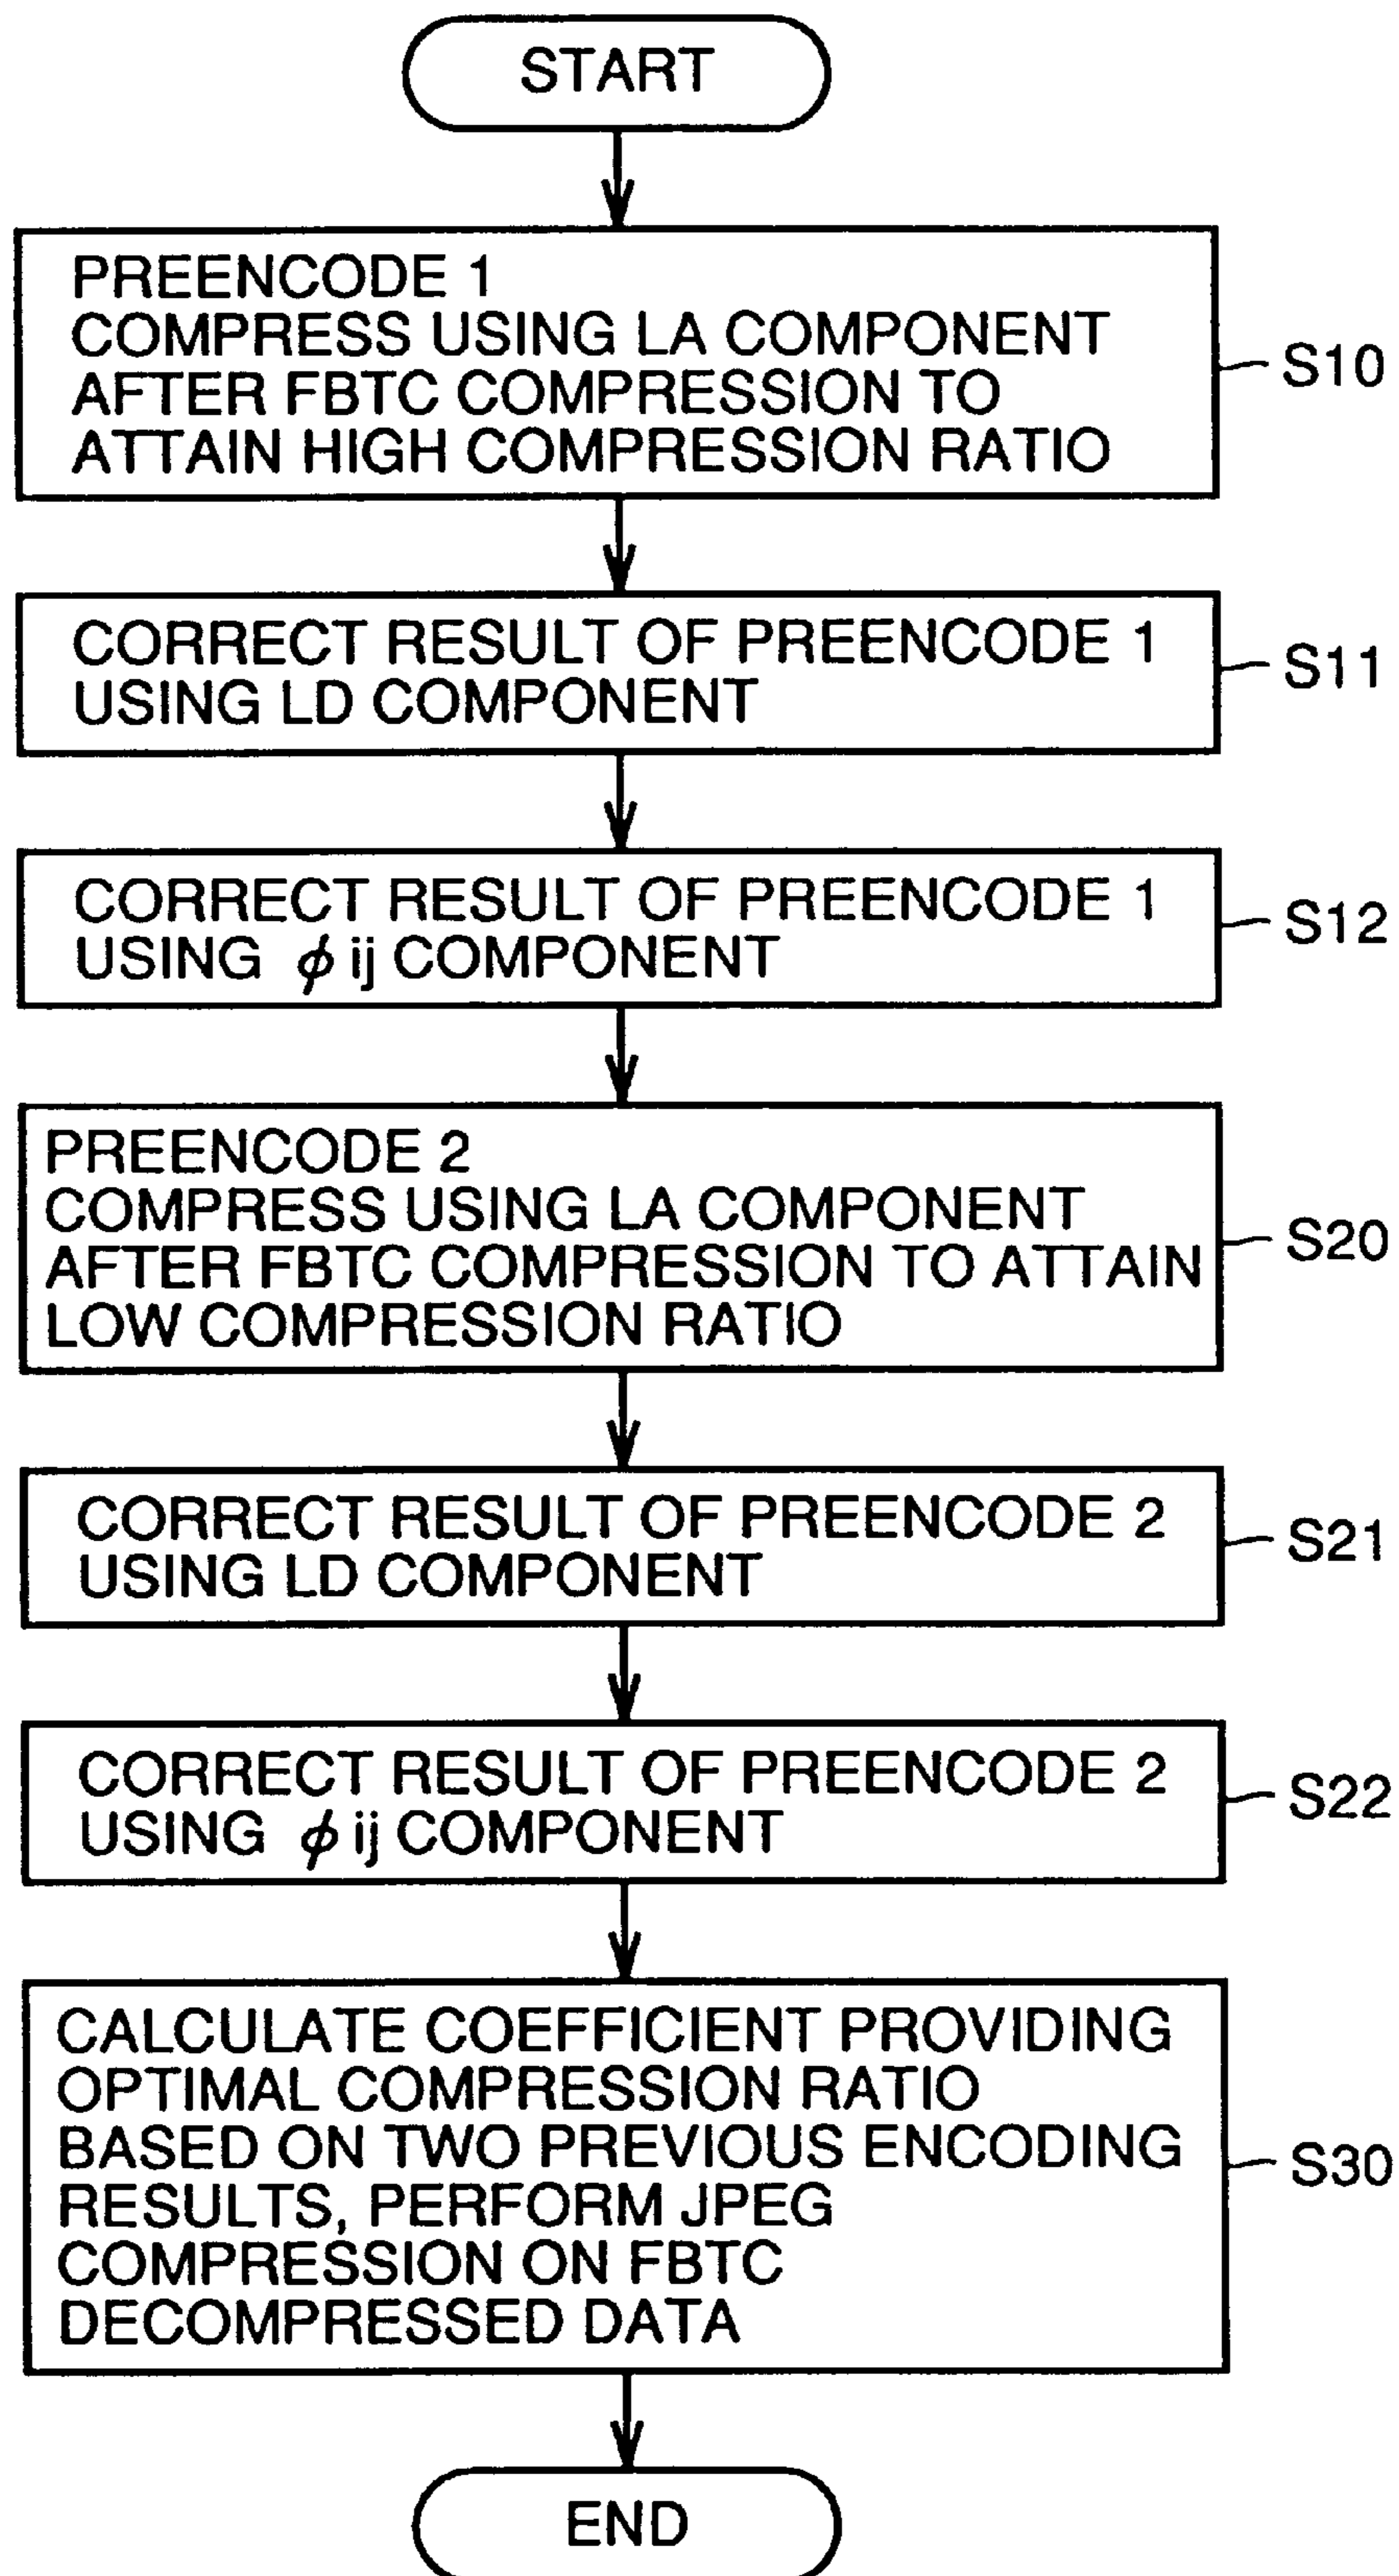 START
PREENCODE 1
COMPRESS USING LA COMPONENT
AFTER FBTC COMPRESSION TO
ATTAIN HIGH COMPRESSION RATIO
S10
CORRECT RESULT OF PREENCODE 1
USING LD COMPONENT
S11
CORRECT RESULT OF PREENCODE 1
USING ϕ ij COMPONENT
S12
PREENCODE 2
COMPRESS USING LA COMPONENT
AFTER FBTC COMPRESSION TO ATTAIN
LOW COMPRESSION RATIO
S20
CORRECT RESULT OF PREENCODE 2
USING LD COMPONENT
S21
CORRECT RESULT OF PREENCODE 2
USING ϕ ij COMPONENT
S22
CALCULATE COEFFICIENT PROVIDING
OPTIMAL COMPRESSION RATIO
BASED ON TWO PREVIOUS ENCODING
RESULTS, PERFORM JPEG
COMPRESSION ON FBTC
DECOMPRESSED DATA
S30
END